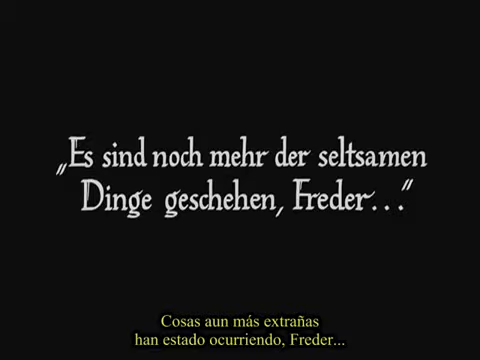 „Es sind noch mehr der seltsamen
Dinge geschehen, Freder..."
Cosas aun más extrañas
han estado ocurriendo, Freder...